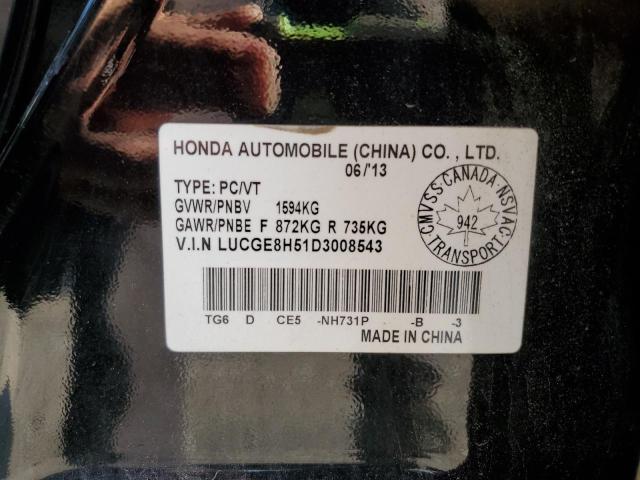 HONDA AUTOMOBILE (CHINA) CO. , LTD.
06/'13
TYPE: PC/VT
GVWR/PNBV 1594KG
GAWR/PNBE F 872KG R 735KG
V.I.N LUCGE8H51D3008543
CMVSS·CANADA·NSVAC
942
TRANSPORT
TG6 D CE5 -NH731P -B -3
MADE IN CHINA